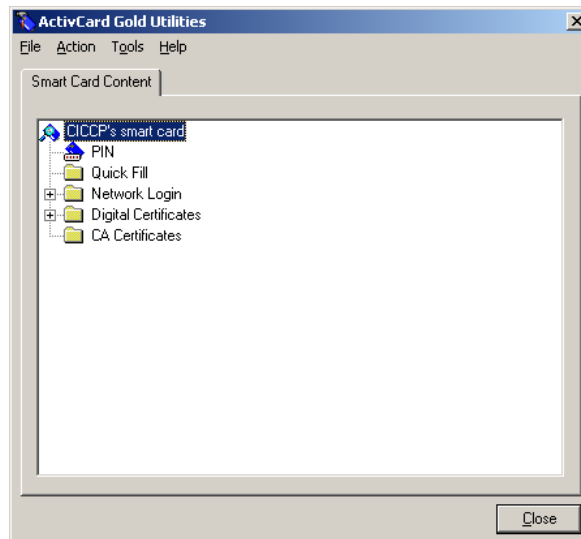 ActivCard Gold Utilities
File Action Tools Help
Smart Card Content
CICCP's smart card
PIN
Quick Fill
Network Login
Digital Certificates
CA Certificates
Close